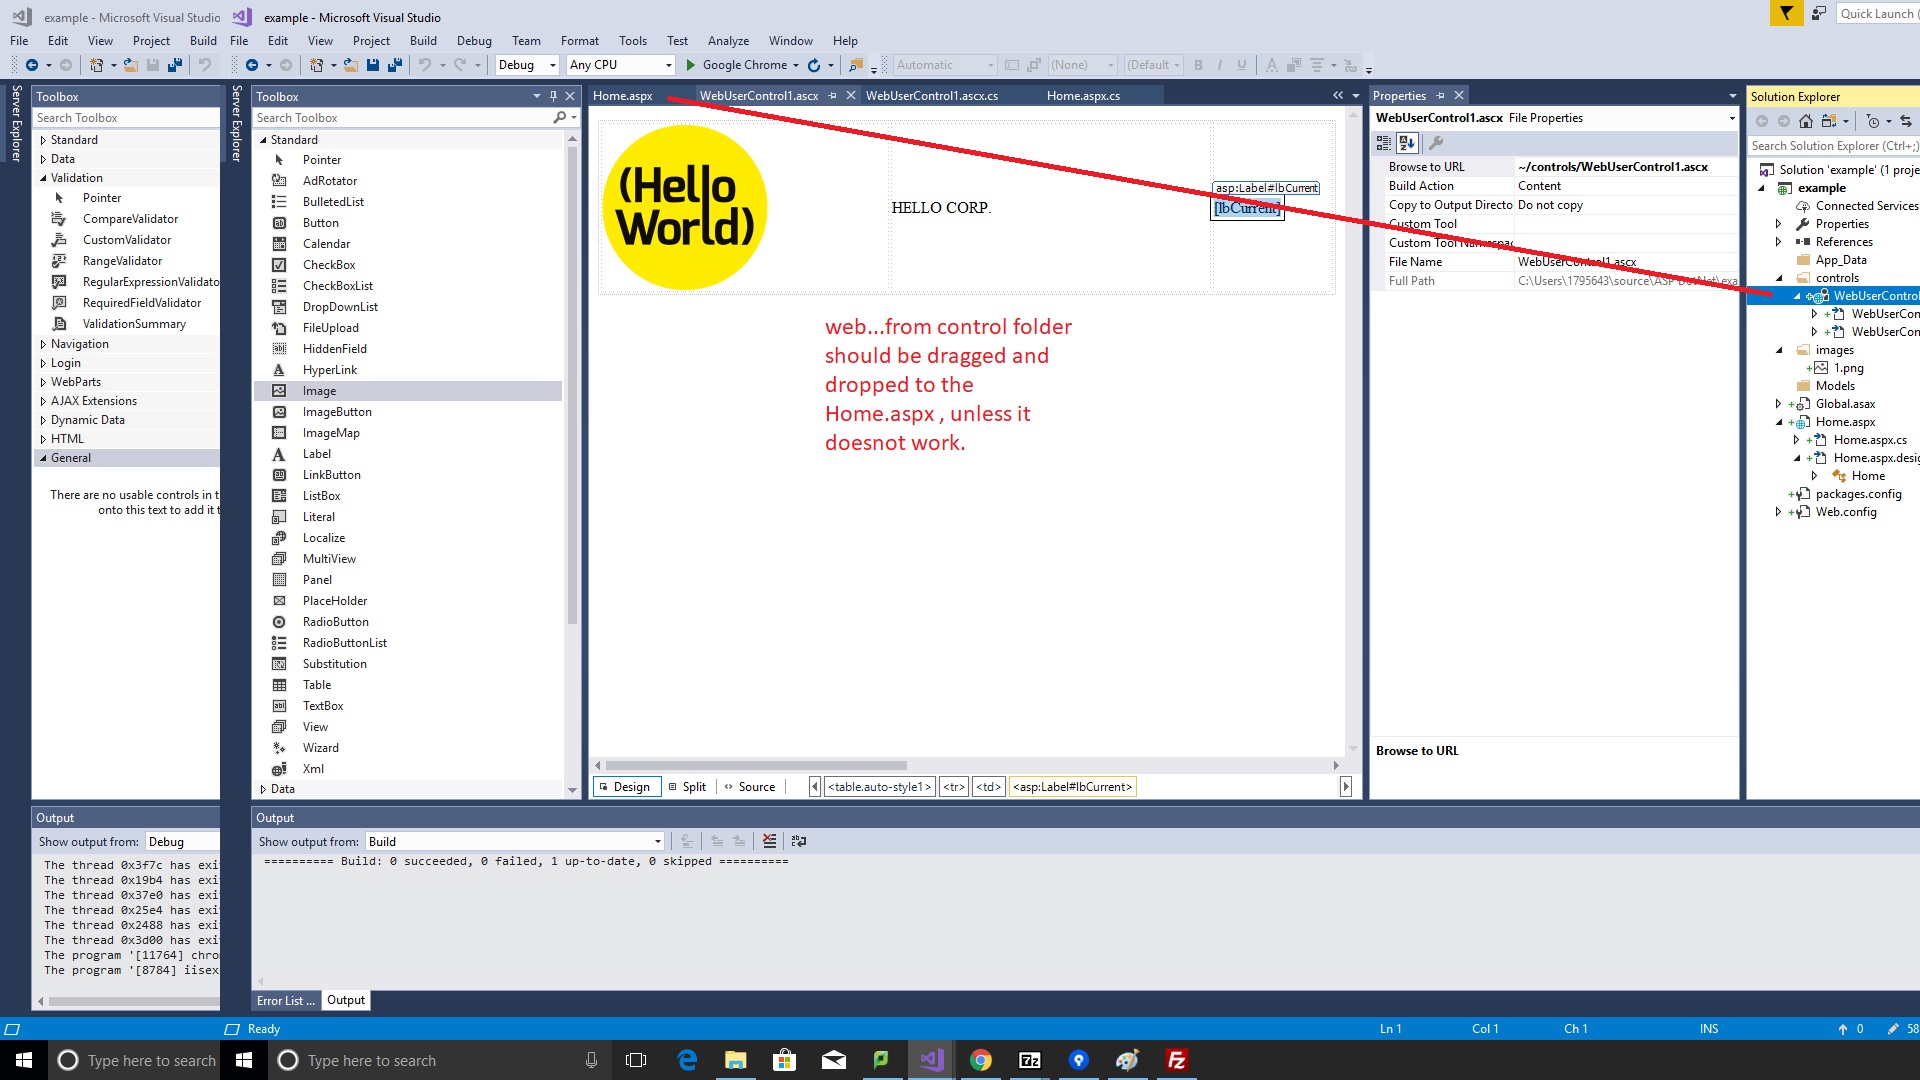 example - Microsoft Visual Studio
example - Microsoft Visual Studio
Quick Launch (
File Edit View Project Build
File Edit View Project Build Debug Team Format Tools Test Analyze Window Help
Debug Any CPU Google Chrome Automatic (None) (Default B I U A
Server Explorer
Toolbox
Search Toolbox
Standard
Data
Validation
Pointer
CompareValidator
CustomValidator
RangeValidator
RegularExpressionValidato
RequiredFieldValidator
ValidationSummary
Navigation
Login
WebParts
AJAX Extensions
Dynamic Data
HTML
General
There are no usable controls in t
onto this text to add it t
Server Explorer
Toolbox
Search Toolbox
Standard
Pointer
AdRotator
BulletedList
Button
Calendar
CheckBox
CheckBoxList
DropDownList
FileUpload
HiddenField
HyperLink
Image
ImageButton
ImageMap
Label
LinkButton
ListBox
Literal
Localize
MultiView
Panel
PlaceHolder
RadioButton
RadioButtonList
Substitution
Table
TextBox
View
Wizard
Xml
Data
Home.aspx WebUserControl1.ascx WebUserControl1.ascx.cs Home.aspx.cs
(Hello
World)
HELLO CORP.
asp:Label#lbCurrent
[lbCurrent]
web...from control folder
should be dragged and
dropped to the
Home.aspx , unless it
doesnot work.
Design Split Source <table.auto-style1> <tr> <td> <asp:Label#lbCurrent>
Properties
WebUserControl1.ascx File Properties
Browse to URL ~/controls/WebUserControl1.ascx
Build Action Content
Copy to Output Directo Do not copy
Custom Tool
Custom Tool Namespac
File Name WebUserControl1.ascx
Full Path C:\Users\1795643\source\ASP DotNet\exa
Browse to URL
Solution Explorer
Search Solution Explorer (Ctrl+;)
Solution 'example' (1 proje
example
Connected Services
Properties
References
App_Data
controls
WebUserControl
WebUserCon
WebUserCon
images
1.png
Models
Global.asax
Home.aspx
Home.aspx.cs
Home.aspx.desig
Home
packages.config
Web.config
Output
Show output from: Debug
The thread 0x3f7c has exi
The thread 0x19b4 has exi
The thread 0x37e0 has exi
The thread 0x25e4 has exi
The thread 0x2488 has exi
The thread 0x3d00 has exi
The program '[11764] chro
The program '[8784] iisex
Output
Show output from: Build
========== Build: 0 succeeded, 0 failed, 1 up-to-date, 0 skipped ==========
Error List ... Output
Ready Ln 1 Col 1 Ch 1 INS 0 58
Type here to search
Type here to search
7z
Fz